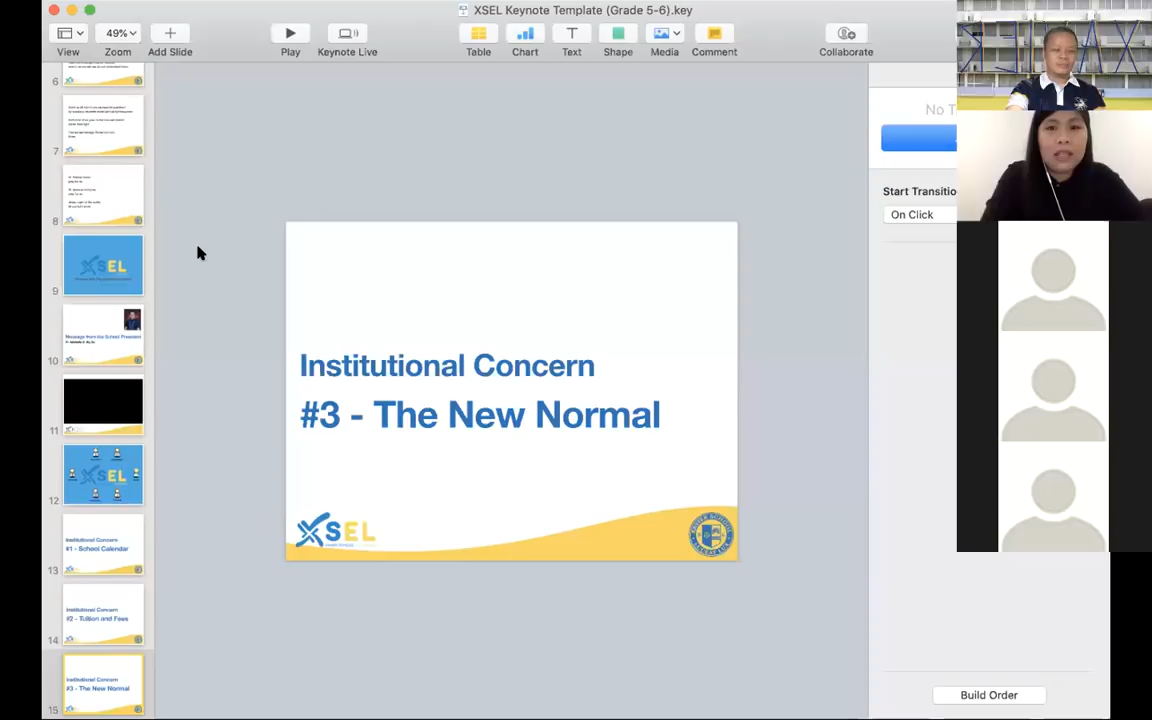 XSEL Keynote Template (Grade 5-6).key
49%
View
Zoom
Add Slide
Play
Keynote Live
Table
Chart
Text
Shape
Media
Comment
Collaborate
6
7
8
XSEL
9
Message from the School President
10
11
XSEL
12
Institutional Concern
#1 - School Calendar
13
Institutional Concern
#2 - Tuition and Fees
14
Institutional Concern
#3 - The New Normal
15
Institutional Concern
#3 - The New Normal
XSEL
No T
Start Transitio
On Click
Build Order